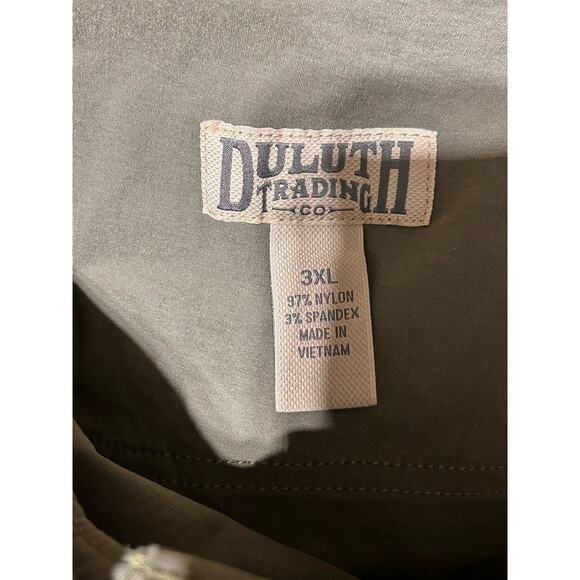 DULUTH
TRADING
CO
3XL
97% NYLON
3% SPANDEX
MADE IN
VIETNAM